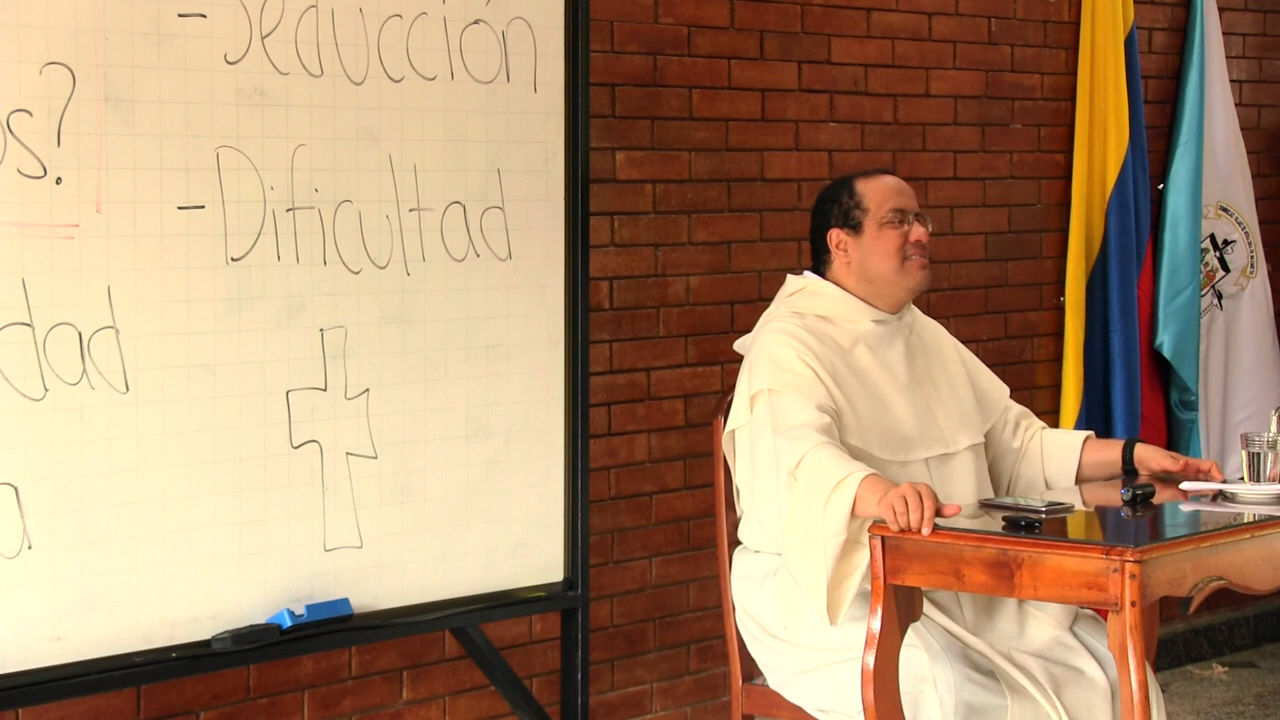 - Seducción
os?
- Dificultad
dad
a